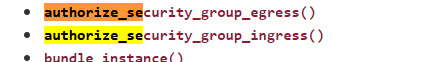 authorize_security_group_egress()
authorize_security_group_ingress()
bundle_instance()